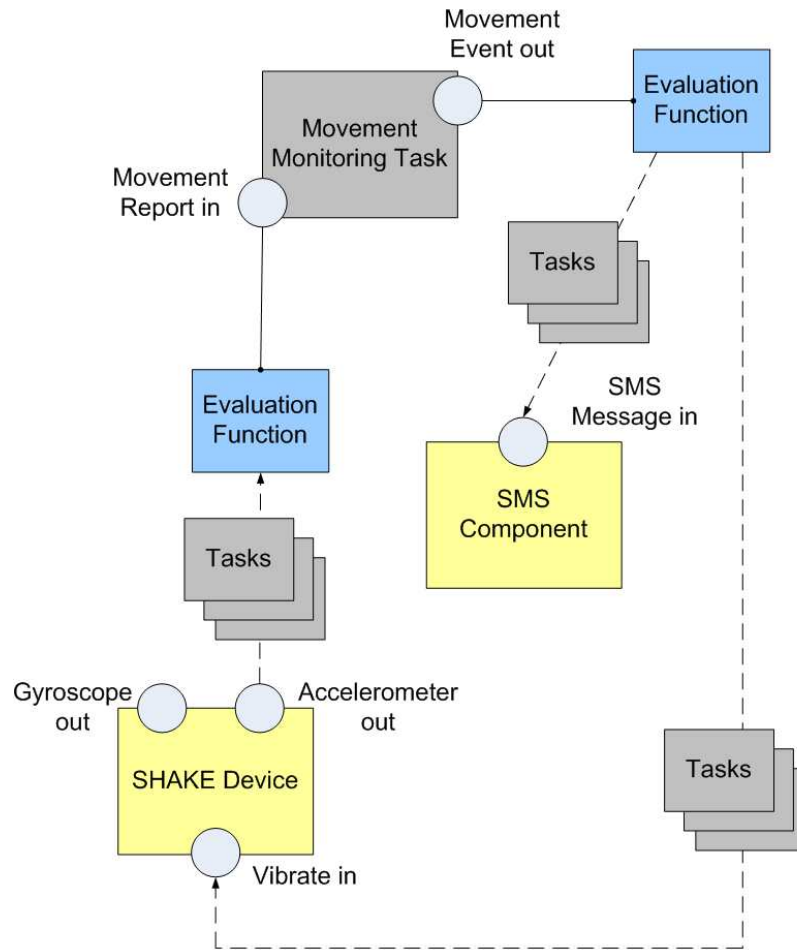 Movement
Event out
Evaluation
Function
Movement
Monitoring Task
Movement
Report in
Tasks
SMS
Message in
Evaluation
Function
SMS
Component
Tasks
Gyroscope
out
Accelerometer
out
SHAKE Device
Tasks
Vibrate in